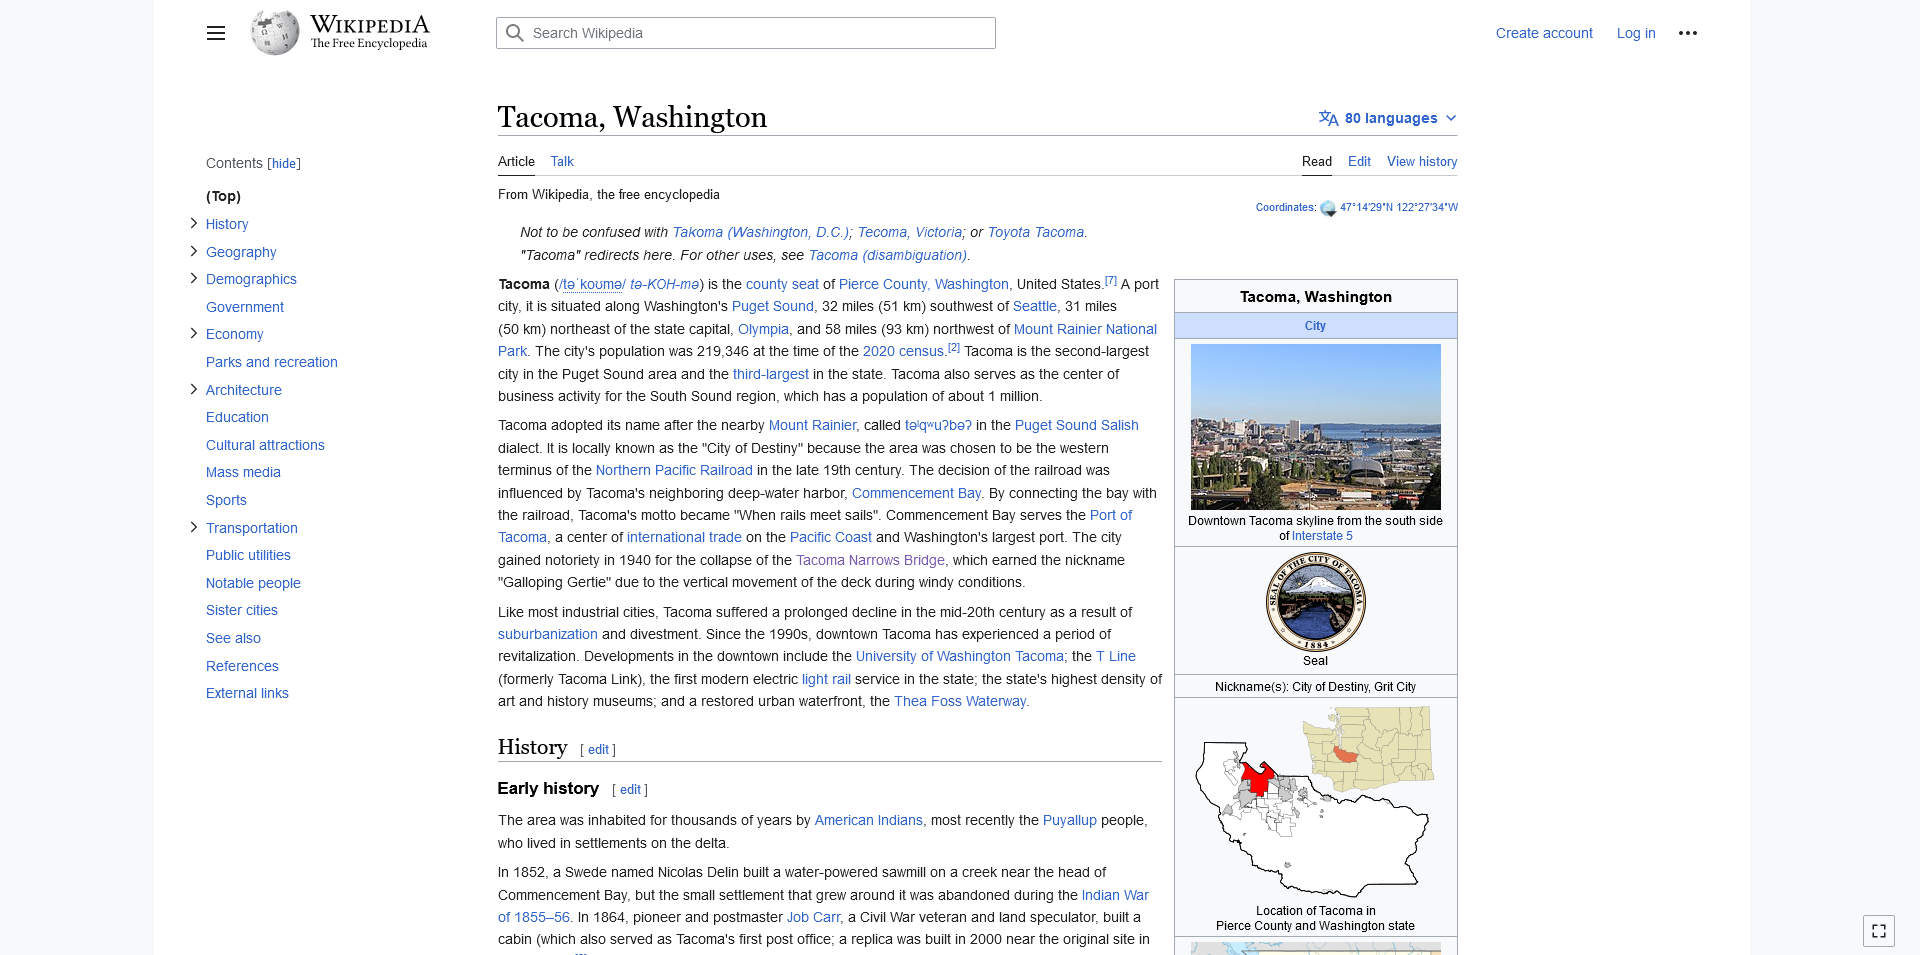 WIKIPEDIA
The Free Encyclopedia
Search Wikipedia
Create account
Log in
Tacoma, Washington
80 languages
Contents [hide]
(Top)
History
Geography
Demographics
Government
Economy
Parks and recreation
Architecture
Education
Cultural attractions
Mass media
Sports
Transportation
Public utilities
Notable people
Sister cities
See also
References
External links
Article
Talk
Read
Edit
View history
From Wikipedia, the free encyclopedia
Coordinates: 47°14′29″N 122°27′34″W
Not to be confused with Takoma (Washington, D.C.); Tecoma, Victoria; or Toyota Tacoma.
"Tacoma" redirects here. For other uses, see Tacoma (disambiguation).
Tacoma (/təˈkoʊmə/ tə-KOH-mə) is the county seat of Pierce County, Washington, United States.[7] A port
city, it is situated along Washington's Puget Sound, 32 miles (51 km) southwest of Seattle, 31 miles
(50 km) northeast of the state capital, Olympia, and 58 miles (93 km) northwest of Mount Rainier National
Park. The city's population was 219,346 at the time of the 2020 census.[2] Tacoma is the second-largest
city in the Puget Sound area and the third-largest in the state. Tacoma also serves as the center of
business activity for the South Sound region, which has a population of about 1 million.
Tacoma adopted its name after the nearby Mount Rainier, called təˡqʷuʔbəʔ in the Puget Sound Salish
dialect. It is locally known as the "City of Destiny" because the area was chosen to be the western
terminus of the Northern Pacific Railroad in the late 19th century. The decision of the railroad was
influenced by Tacoma's neighboring deep-water harbor, Commencement Bay. By connecting the bay with
the railroad, Tacoma's motto became "When rails meet sails". Commencement Bay serves the Port of
Tacoma, a center of international trade on the Pacific Coast and Washington's largest port. The city
gained notoriety in 1940 for the collapse of the Tacoma Narrows Bridge, which earned the nickname
"Galloping Gertie" due to the vertical movement of the deck during windy conditions.
Like most industrial cities, Tacoma suffered a prolonged decline in the mid-20th century as a result of
suburbanization and divestment. Since the 1990s, downtown Tacoma has experienced a period of
revitalization. Developments in the downtown include the University of Washington Tacoma; the T Line
(formerly Tacoma Link), the first modern electric light rail service in the state; the state's highest density of
art and history museums; and a restored urban waterfront, the Thea Foss Waterway.
History [ edit ]
Early history [ edit ]
The area was inhabited for thousands of years by American Indians, most recently the Puyallup people,
who lived in settlements on the delta.
In 1852, a Swede named Nicolas Delin built a water-powered sawmill on a creek near the head of
Commencement Bay, but the small settlement that grew around it was abandoned during the Indian War
of 1855–56. In 1864, pioneer and postmaster Job Carr, a Civil War veteran and land speculator, built a
cabin (which also served as Tacoma's first post office; a replica was built in 2000 near the original site in
Tacoma, Washington
City
Downtown Tacoma skyline from the south side
of Interstate 5
SEAL OF THE CITY OF TACOMA
1884
Seal
Nickname(s): City of Destiny, Grit City
Location of Tacoma in
Pierce County and Washington state